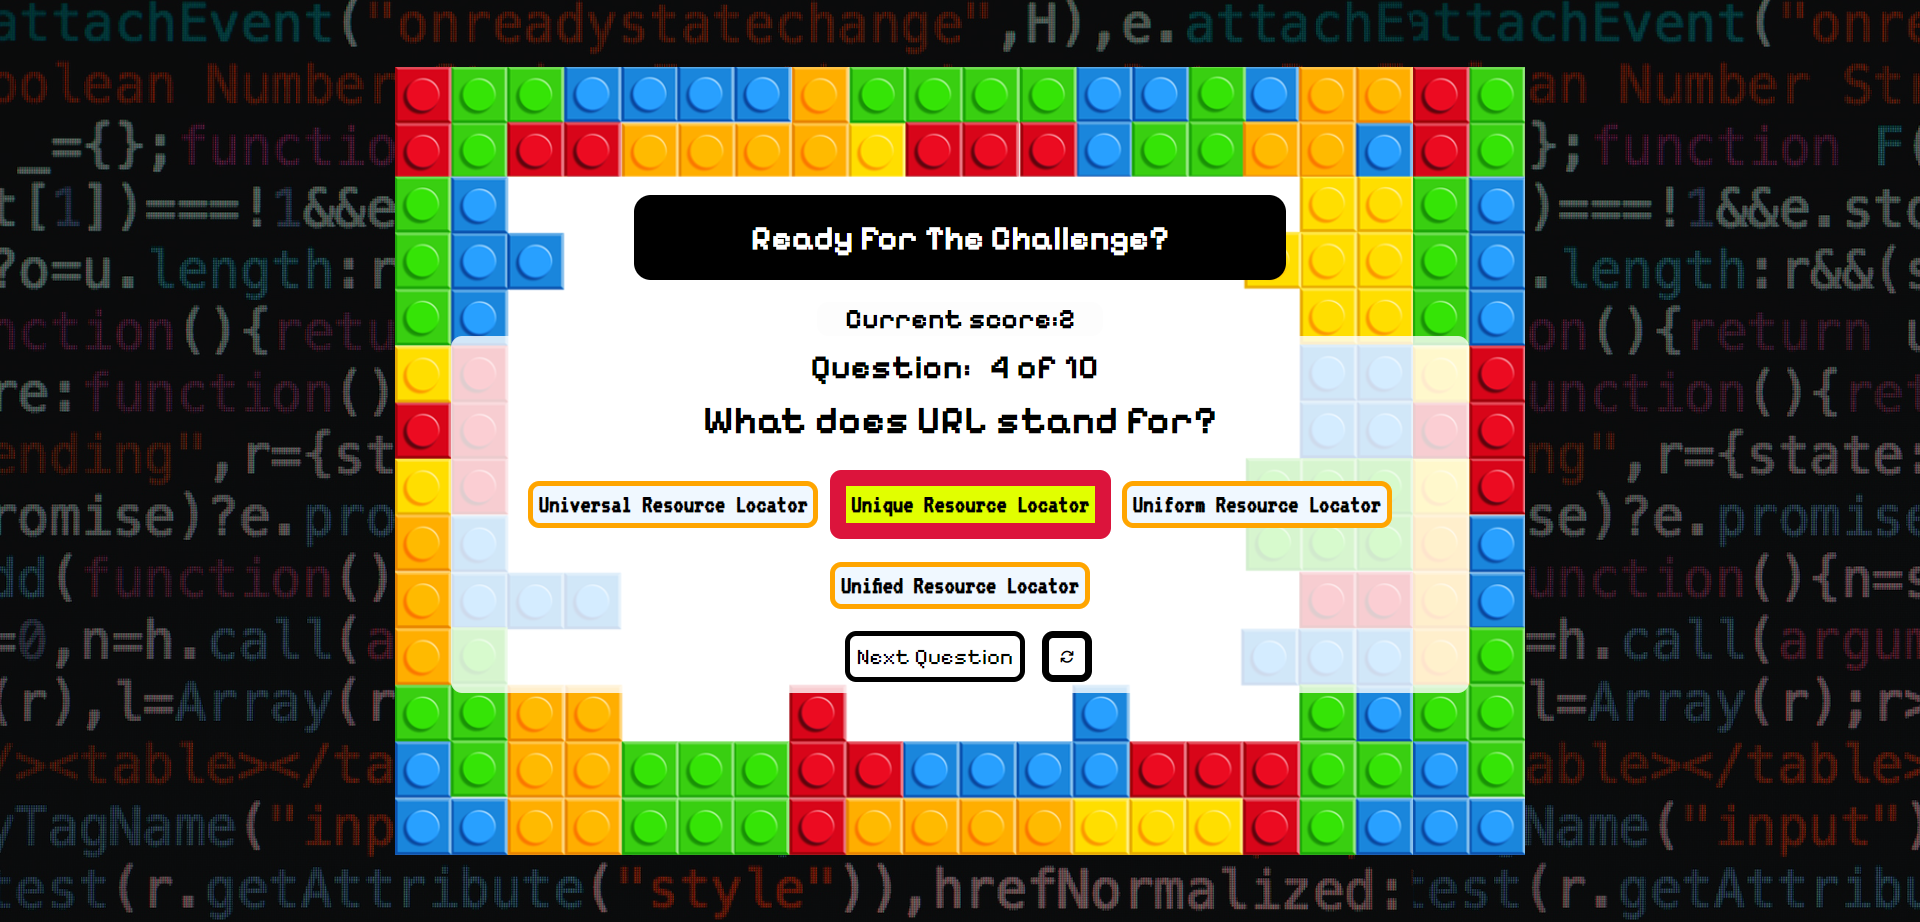 attachEvent("onreadystatechange",H),e.attachEattachEvent("onre
oolean Number an Number Str
_={};functio };function F(
t[1])===!1&&e )===!1&&e.sto
?o=u.length:r .length:r&&(s
Ready For The Challenge?
Current score:2
nction(){retu on(){return u
Question: 4 of 10
re:function() unction(){ret
What does URL stand for?
ending",r={st ng",r={state:
Universal Resource Locator Unique Resource Locator Uniform Resource Locator
romise)?e.pro se)?e.promise
Unified Resource Locator
dd(function() unction(){n=s
Next Question
=0,n=h.call(a =h.call(argum
(r),l=Array(r l=Array(r);r>
/><table></ta able></table>
yTagName("inp Name("input")
test(r.getAttribute("style")),hrefNormalized:test(r.getAttribu